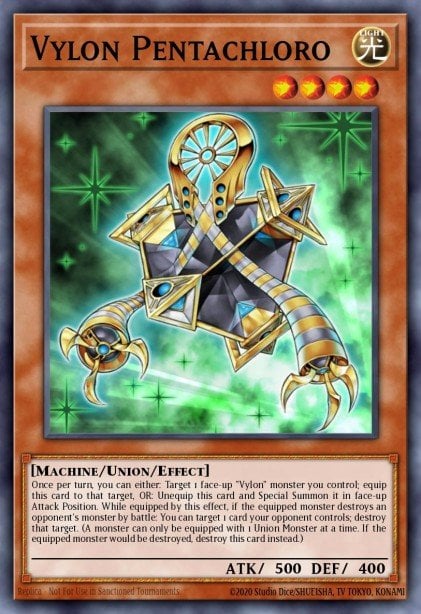 Vylon Pentachloro
LIGHT
光
[Machine/Union/Effect]
Once per turn, you can either: Target 1 face-up "Vylon" monster you control; equip
this card to that target, OR: Unequip this card and Special Summon it in face-up
Attack Position. While equipped by this effect, if the equipped monster destroys an
opponent's monster by battle: You can target 1 card your opponent controls; destroy
that target. (A monster can only be equipped with 1 Union Monster at a time. If the
equipped monster would be destroyed, destroy this card instead.)
ATK/ 500 DEF/ 400
Replica - Not For Use in Sanctioned Tournaments
©2020 Studio Dice/SHUEISHA, TV TOKYO, KONAMI